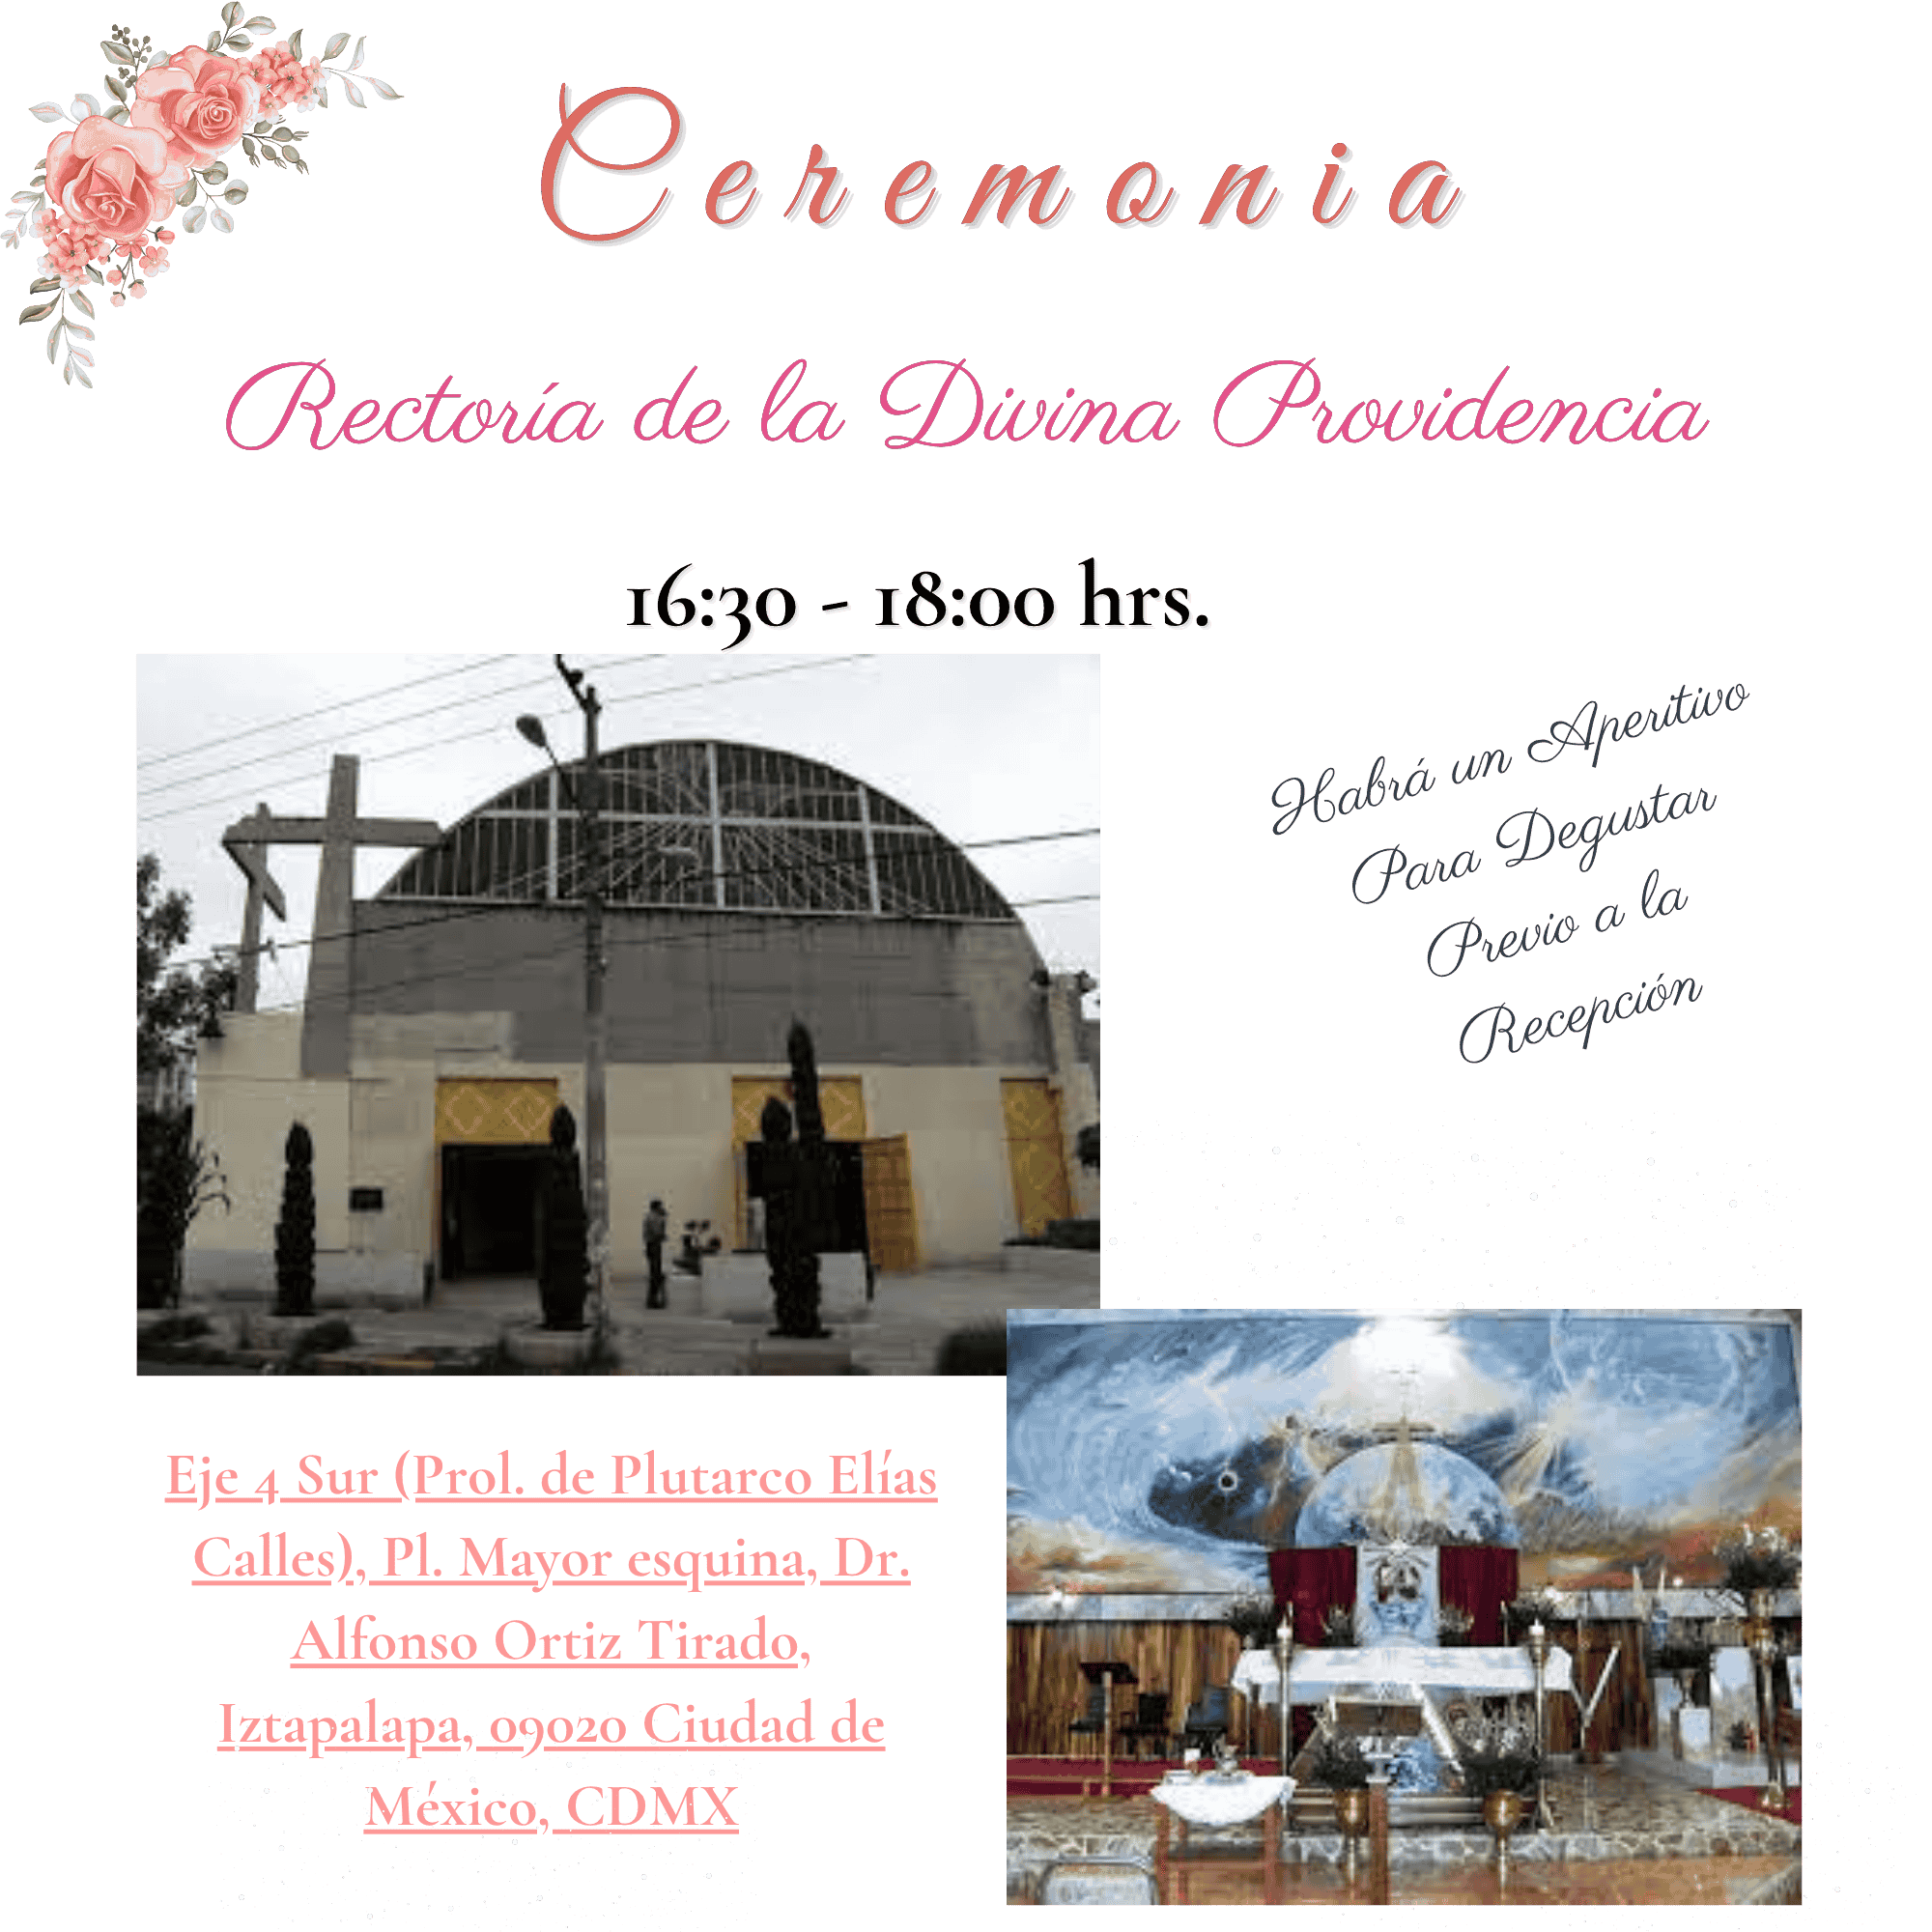 Ceremonia
Rectoría de la Divina Providencia
16:30 - 18:00 hrs.
Habrá un Aperitivo
Para Degustar
Previo a la
Recepción
Eje 4 Sur (Prol. de Plutarco Elías
Calles), Pl. Mayor esquina, Dr.
Alfonso Ortiz Tirado,
Iztapalapa, 09020 Ciudad de
México, CDMX